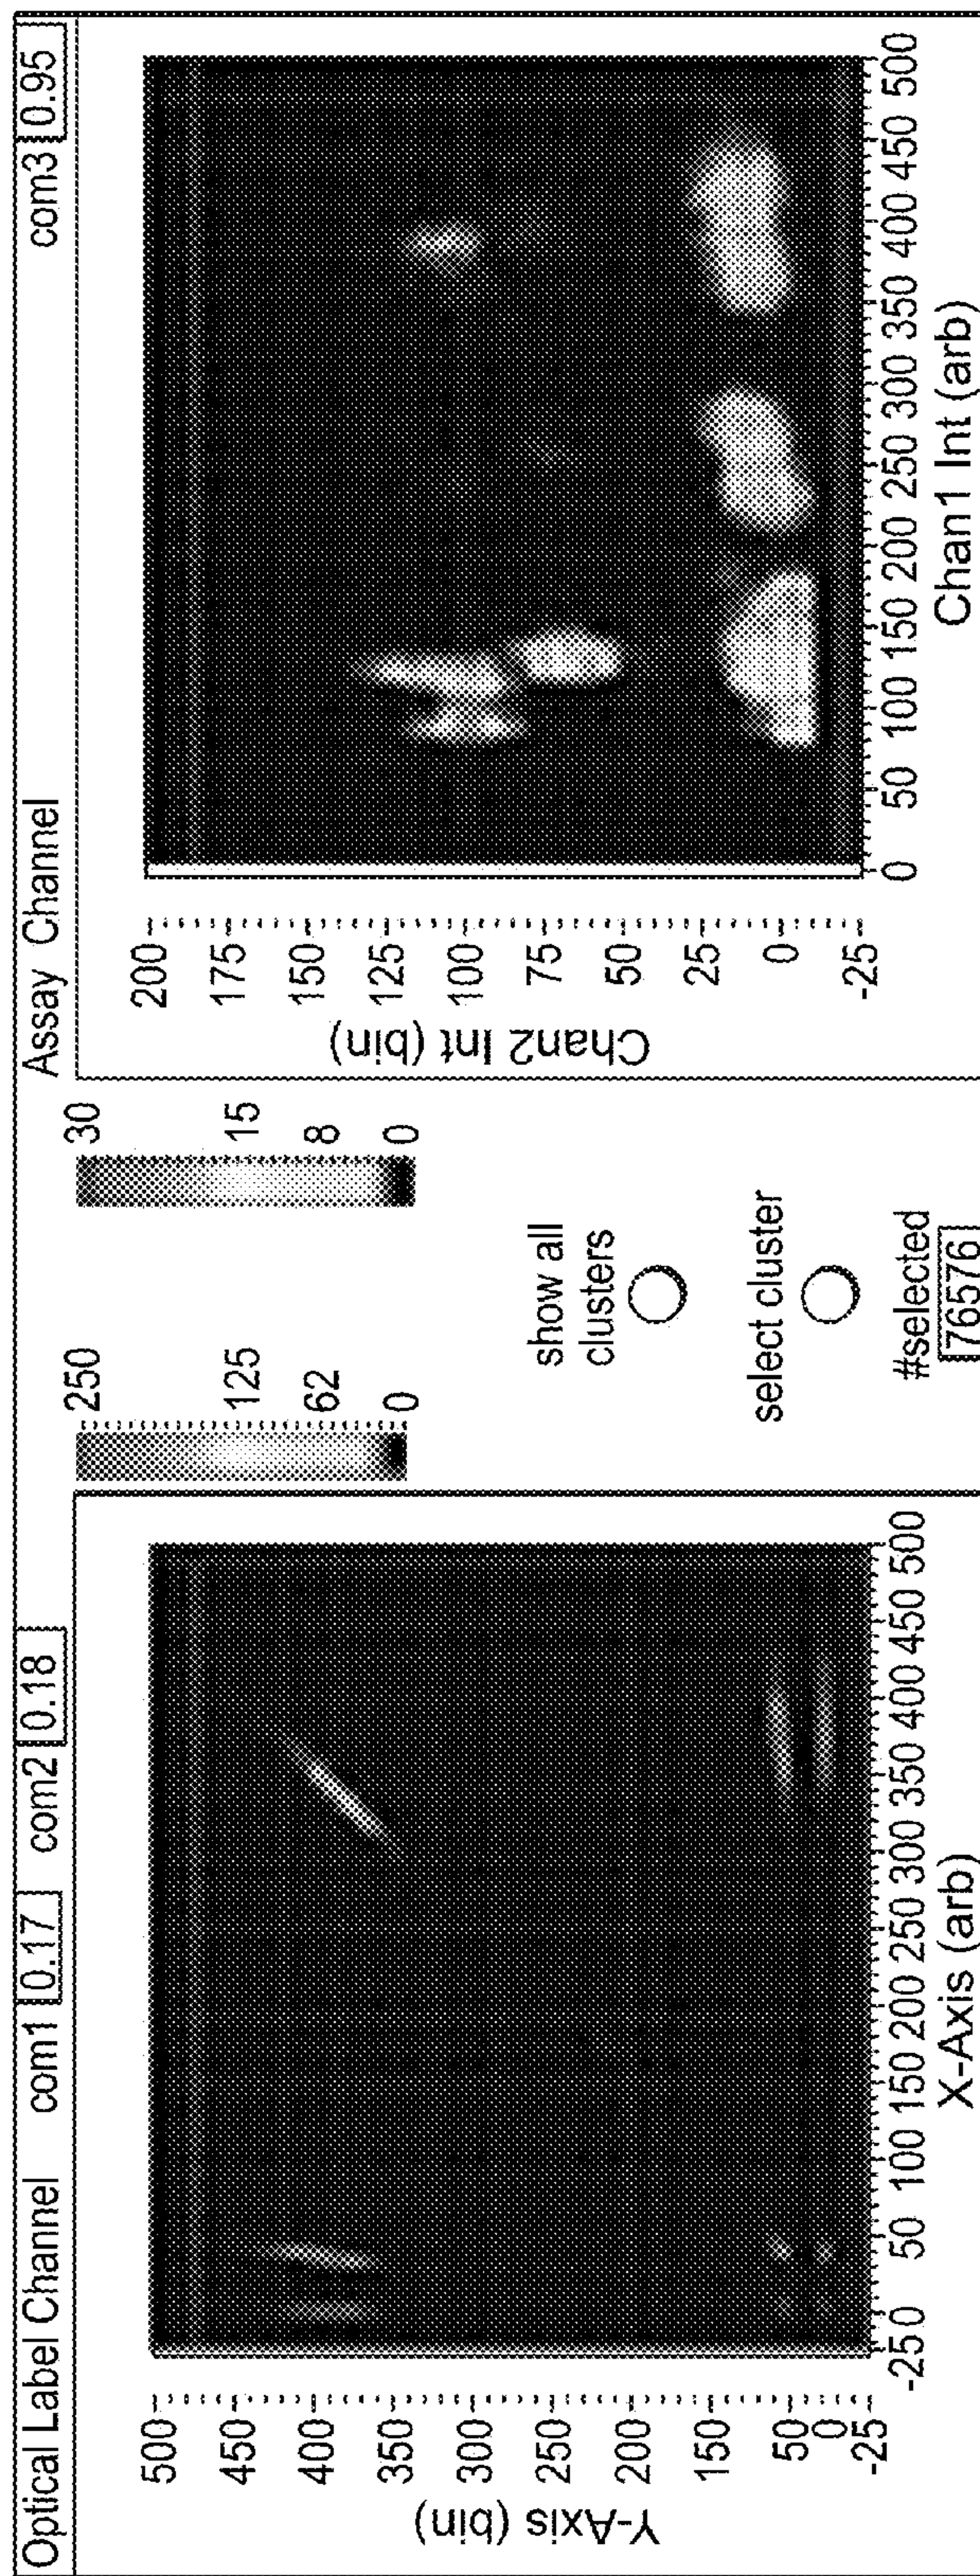 Optical Label Channel com1 0.17 com2 0.18
500
450
400
350
300
250
200
150
50
0
-25
Y-Axis (bin)
-25 0 50 100 150 200 250 300 350 400 450 500
X-Axis (arb)
250
125
62
0
30
15
8
0
show all
clusters
select cluster
#selected
76576
Assay Channel com3 0.95
200
175
150
125
100
75
50
25
0
-25
Chan2 Int (bin)
0 50 100 150 200 250 300 350 400 450 500
Chan1 Int (arb)